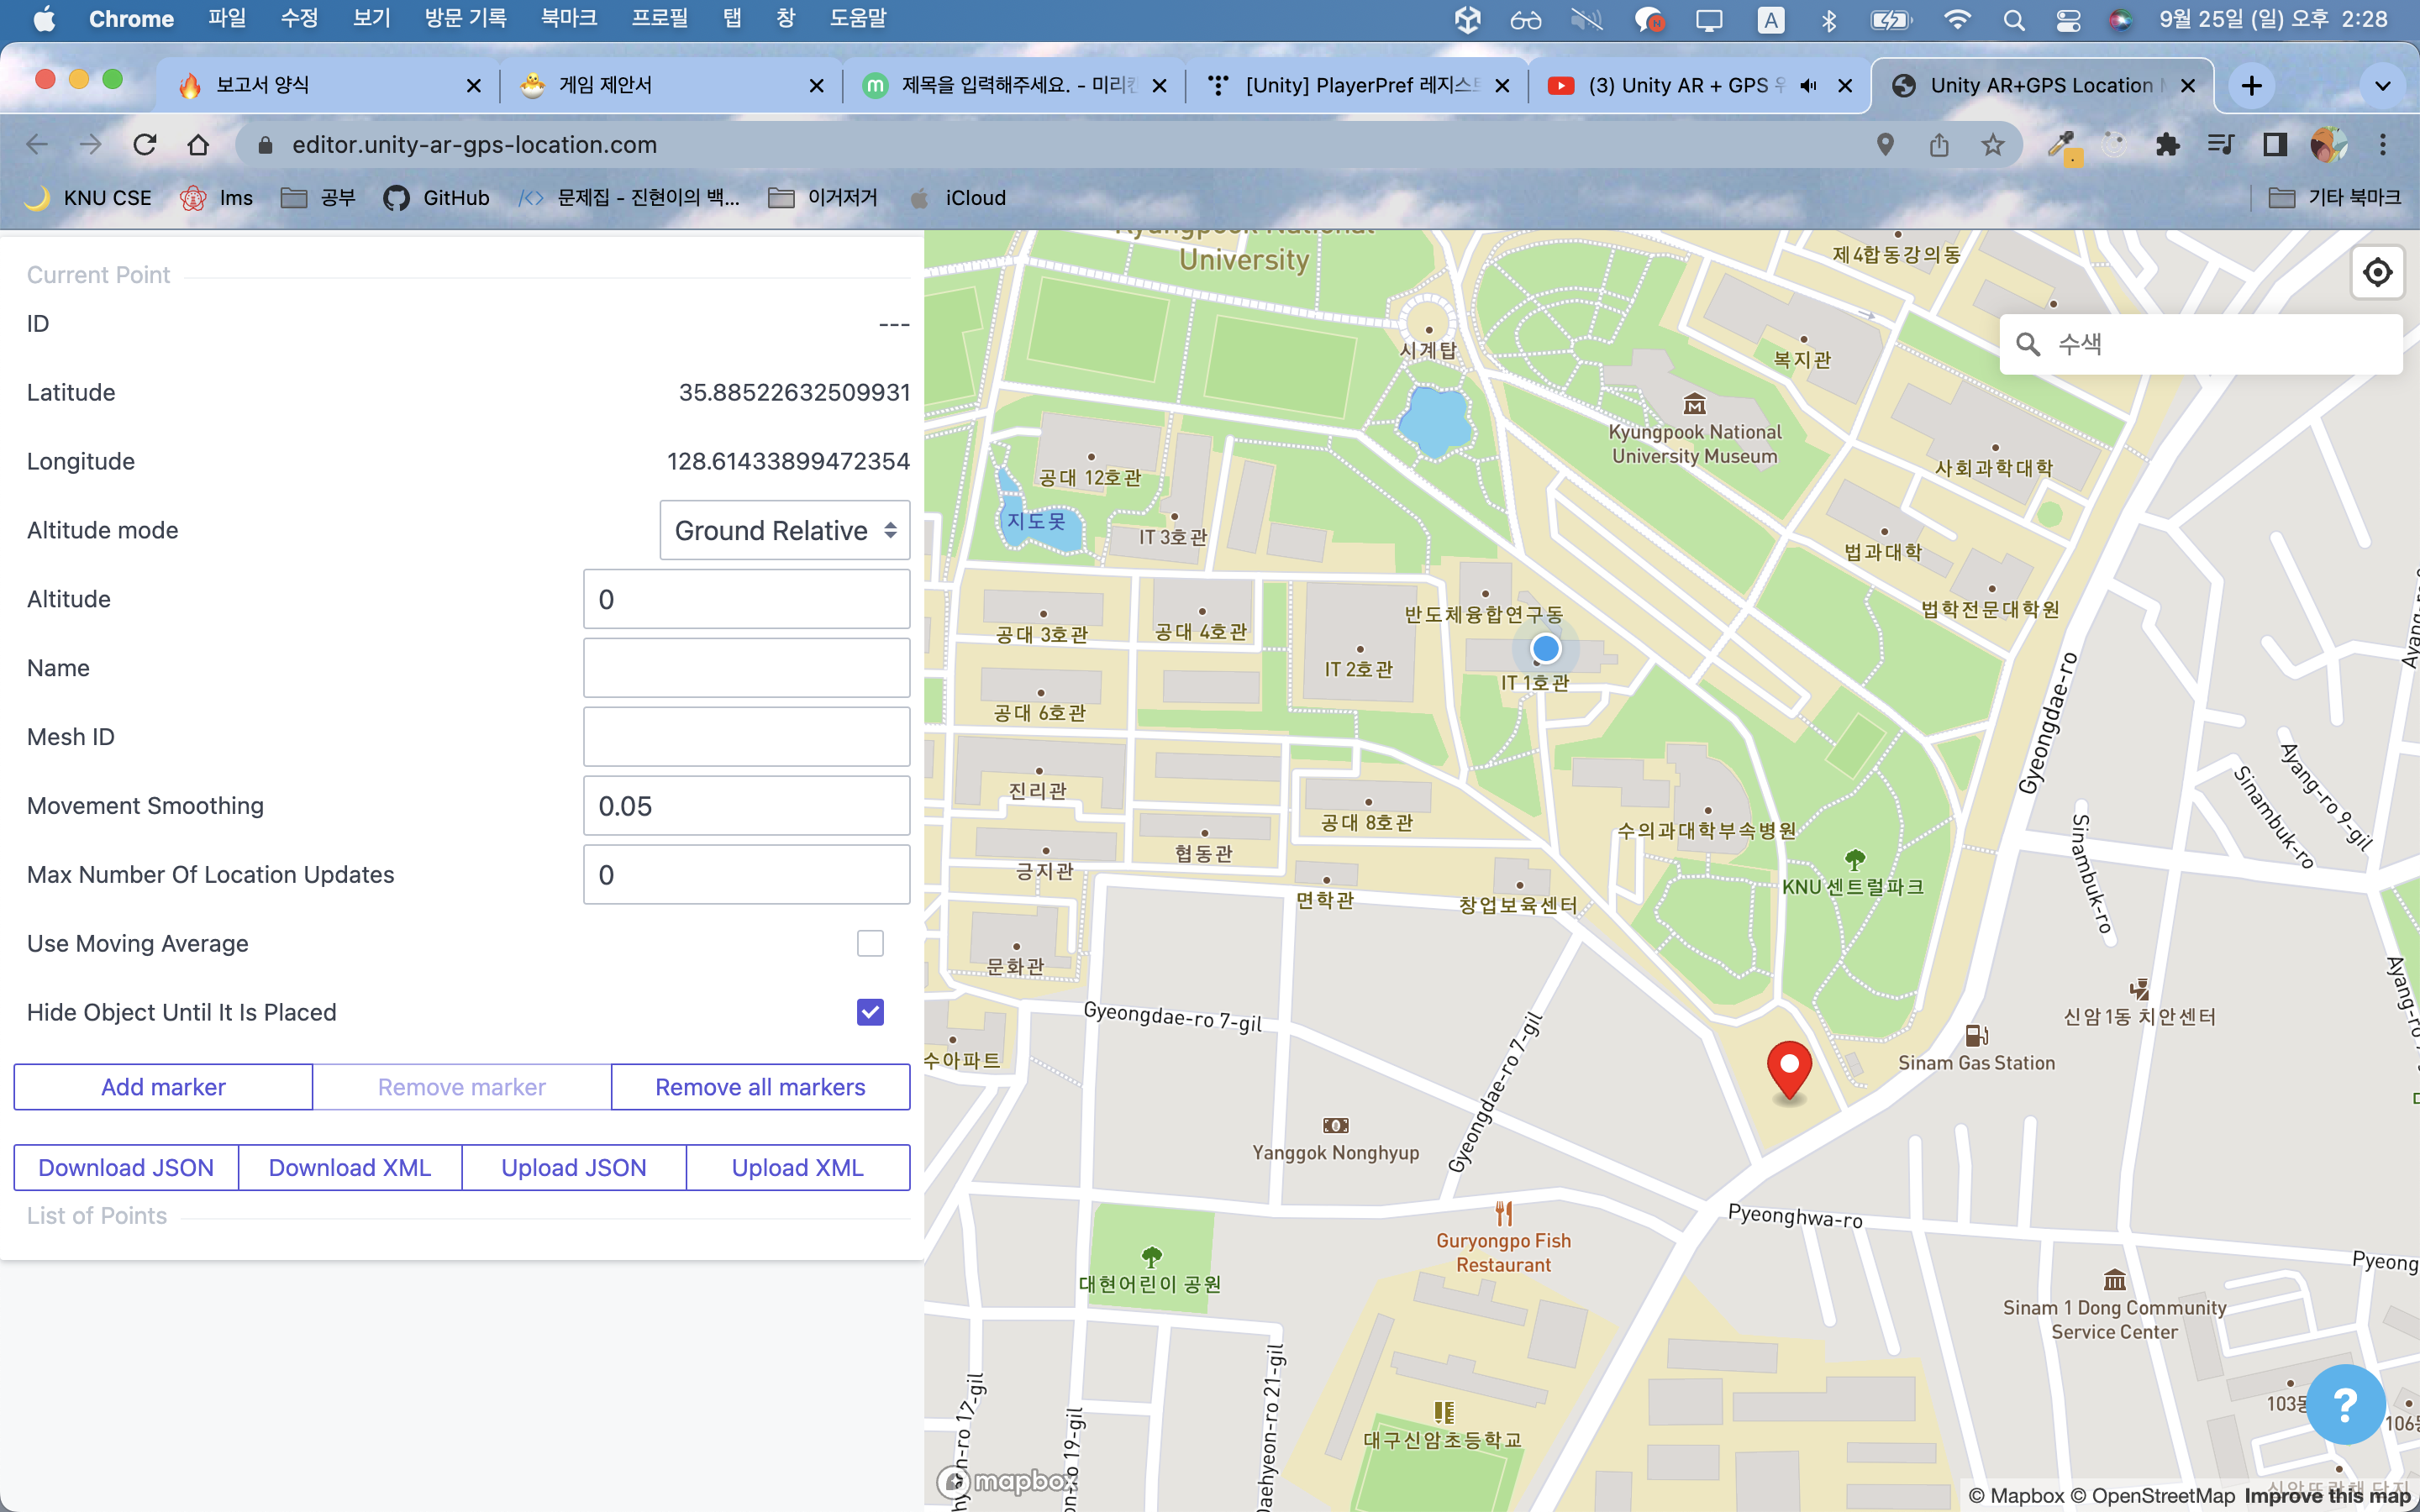 Chrome 파일 수정 보기 방문 기록 북마크 프로필 탭 창 도움말 A 9월 25일 (일) 오후 2:28
보고서 양식 게임 제안서 제목을 입력해주세요. - 미리캔 [Unity] PlayerPref 레지스트 (3) Unity AR + GPS Unity AR+GPS Location
editor.unity-ar-gps-location.com
KNU CSE lms 공부 GitHub 문제집 - 진현이의 백... 이거저거 iCloud 기타 북마크
Current Point
ID ---
Latitude 35.88522632509931
Longitude 128.61433899472354
Altitude mode Ground Relative
Altitude 0
Name
Mesh ID
Movement Smoothing 0.05
Max Number Of Location Updates 0
Use Moving Average
Hide Object Until It Is Placed
Add marker Remove marker Remove all markers
Download JSON Download XML Upload JSON Upload XML
List of Points
Kyungpook National
University
제4합동강의동
수색
시계탑
복지관
Kyungpook National
University Museum
사회과학대학
공대 12호관
지도못
IT 3호관
법과대학
반도체융합연구동
법학전문대학원
공대 3호관
공대 4호관
IT 2호관
IT 1호관
공대 6호관
Gyeongdae-ro
Ayang-ro 9-gil
Sinambuk-ro
진리관
공대 8호관
수의과대학부속병원
Sinambuk-ro
협동관
긍지관
KNU 센트럴파크
면학관
창업보육센터
문화관
Gyeongdae-ro 7-gil
Gyeongdae-ro 7-gil
신암1동 치안센터
수아파트
Sinam Gas Station
Yanggok Nonghyup
Pyeonghwa-ro
Guryongpo Fish
Restaurant
Pyeong
대현어린이 공원
Sinam 1 Dong Community
Service Center
Daehyeon-ro 21-gil
대구신암초등학교
mapbox
© Mapbox © OpenStreetMap Improve this map